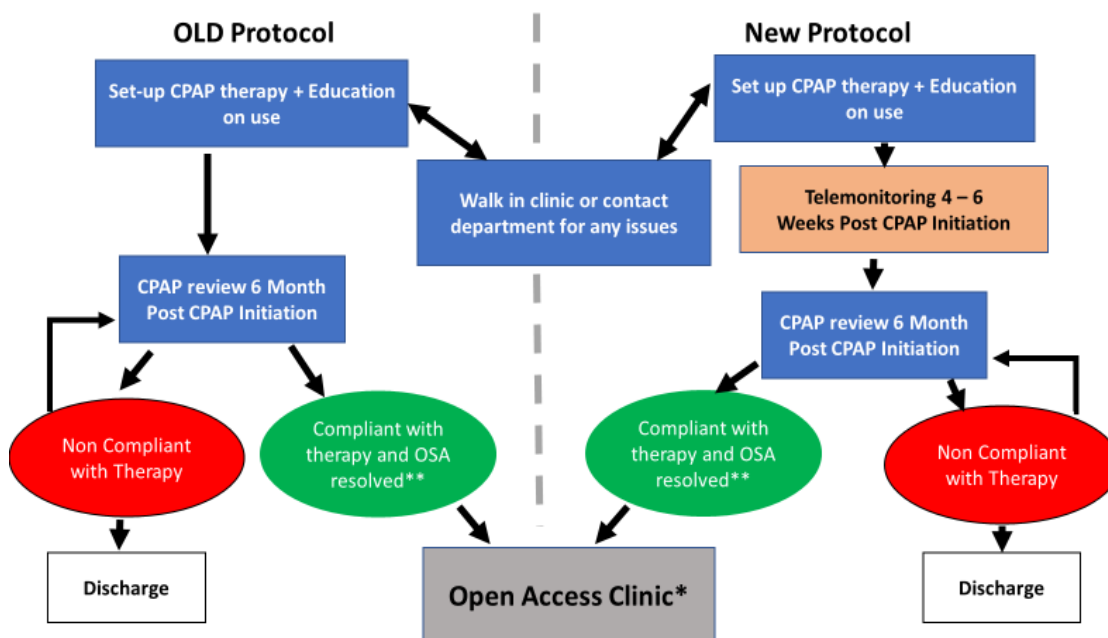 OLD Protocol
Set-up CPAP therapy + Education
on use
CPAP review 6 Month
Post CPAP Initiation
Non Compliant
with Therapy
Compliant with
therapy and OSA
resolved**
Discharge
Walk in clinic or contact
department for any issues
New Protocol
Set up CPAP therapy + Education
on use
Telemonitoring 4 – 6
Weeks Post CPAP Initiation
CPAP review 6 Month
Post CPAP Initiation
Compliant with
therapy and OSA
resolved**
Non Compliant
with Therapy
Discharge
Open Access Clinic*